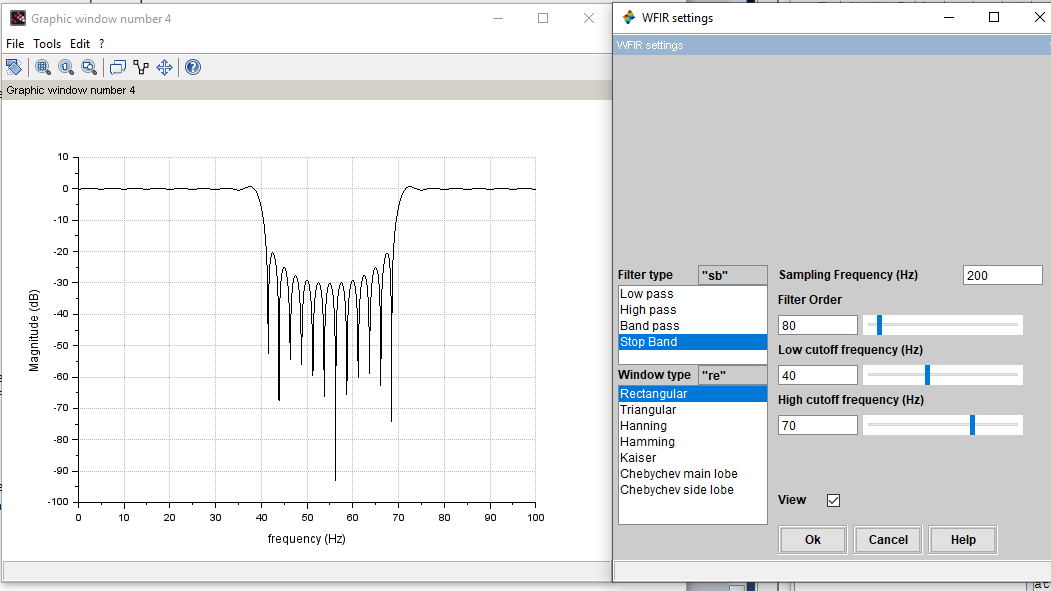 Graphic window number 4
File Tools Edit ?
Graphic window number 4
10
0
-10
-20
-30
-40
-50
-60
-70
-80
-90
-100
Magnitude (dB)
0 10 20 30 40 50 60 70 80 90 100
frequency (Hz)
WFIR settings
WFIR settings
Filter type "sb"
Low pass
High pass
Band pass
Stop Band
Window type "re"
Rectangular
Triangular
Hanning
Hamming
Kaiser
Chebychev main lobe
Chebychev side lobe
Sampling Frequency (Hz) 200
Filter Order
80
Low cutoff frequency (Hz)
40
High cutoff frequency (Hz)
70
View
Ok Cancel Help